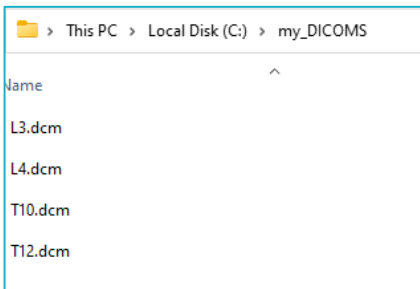 This PC > Local Disk (C:) > my_DICOMS
Name
L3.dcm
L4.dcm
T10.dcm
T12.dcm